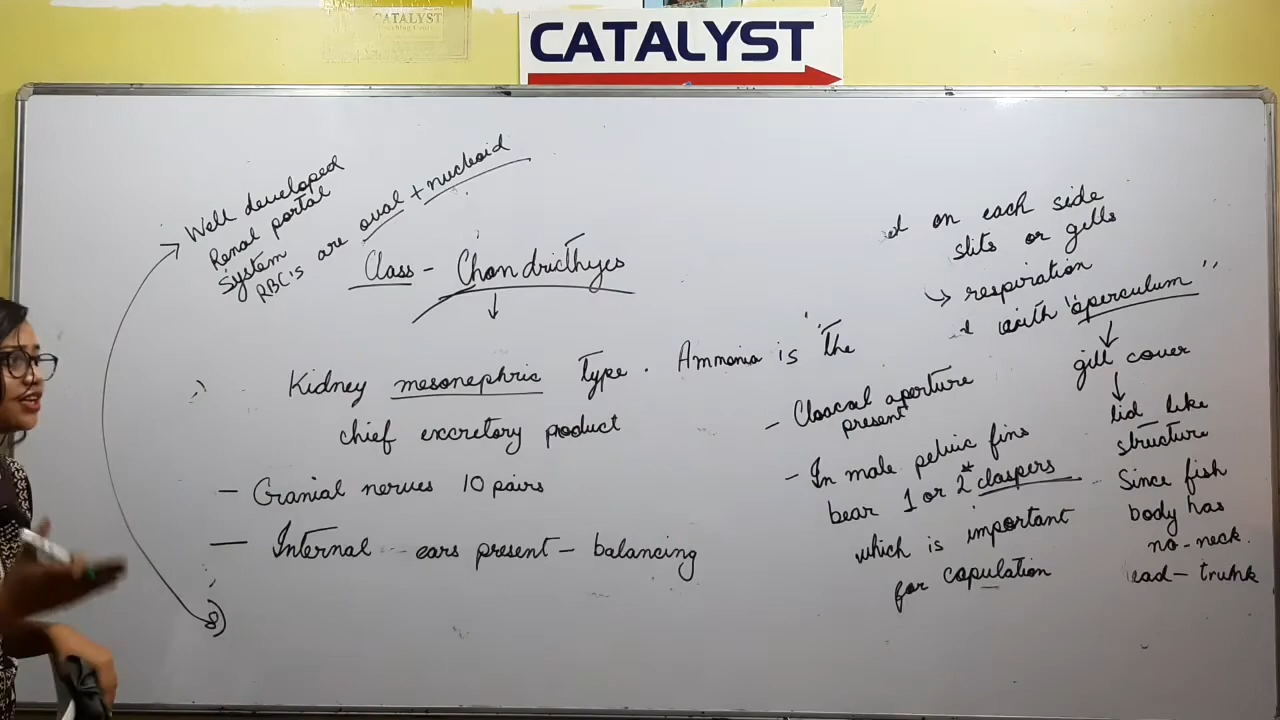 CATALYST
CATALYST
Well developed
Renal portal
system
RBC's are oval + nucleoid
Class - Chondricthyes
Kidney mesonephric type. Ammonia is the
chief excretory product
- Cranial nerves 10 pairs
- Internal ears present - balancing
8)
- Cloacal aperture
present
- In male pelvic fins
bear 1 or 2 * claspers
which is important
for copulation
on each side
slits or gills
respiration
with "operculum"
gill cover
lid like
structure
Since fish
body has
no-neck.
ead - trunk